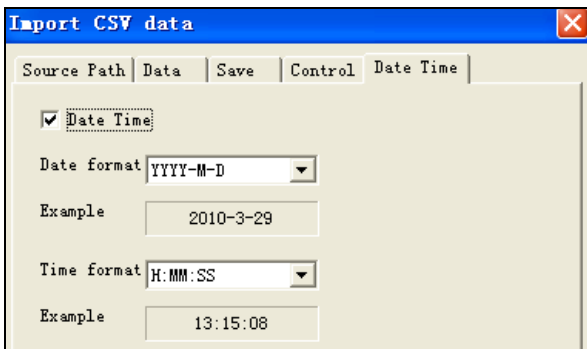 Import CSV data
Source Path Data Save Control Date Time
Date Time
Date format YYYY-M-D
Example 2010-3-29
Time format H:MM:SS
Example 13:15:08